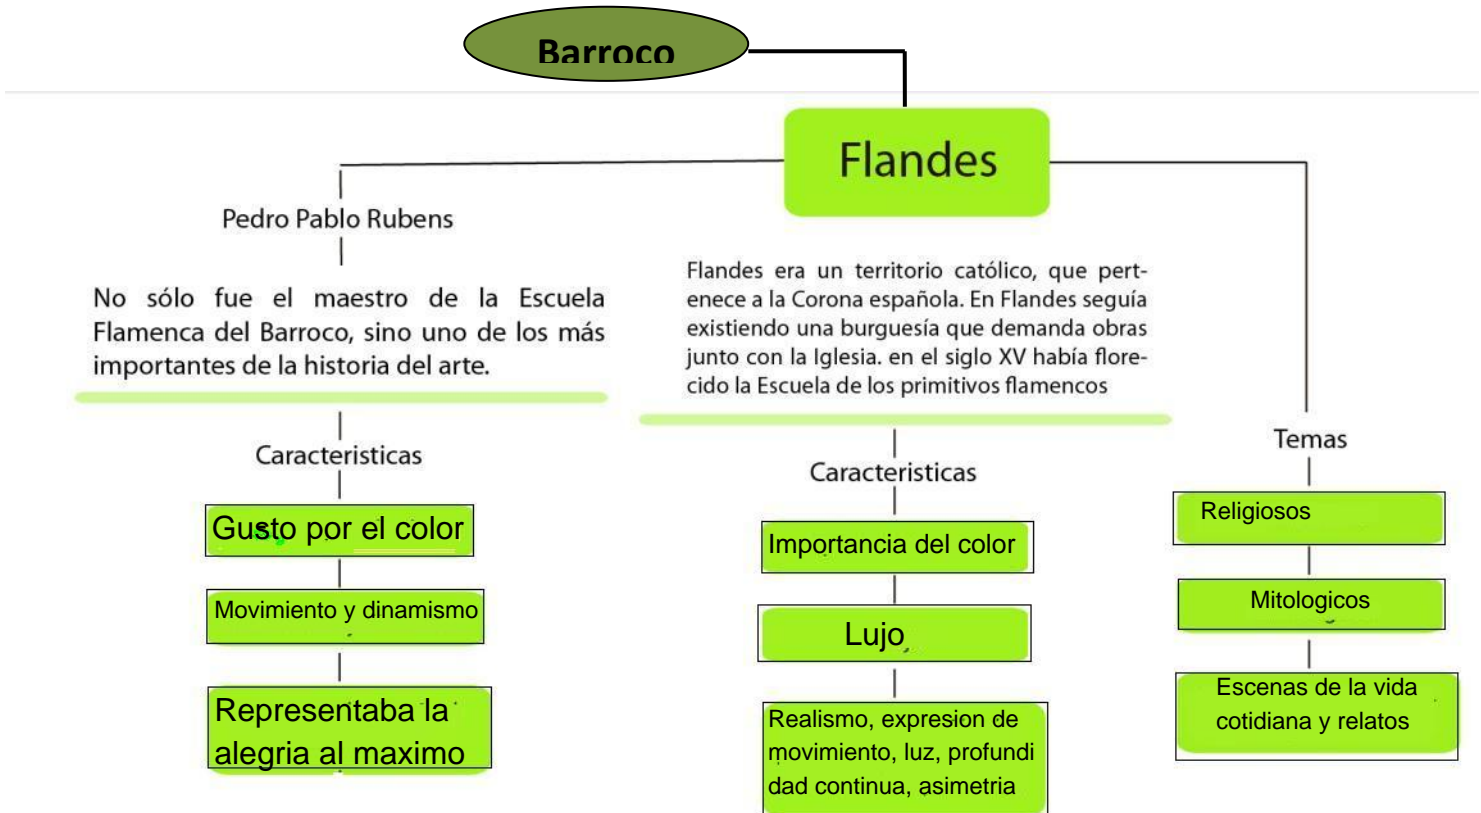 Barroco
Flandes
Pedro Pablo Rubens
No sólo fue el maestro de la Escuela
Flamenca del Barroco, sino uno de los más
importantes de la historia del arte.
Caracteristicas
Gusto por el color
Movimiento y dinamismo
Representaba la
alegria al maximo
Flandes era un territorio católico, que pert-
enece a la Corona española. En Flandes seguía
existiendo una burguesía que demanda obras
junto con la Iglesia. en el siglo XV había flore-
cido la Escuela de los primitivos flamencos
Caracteristicas
Importancia del color
Lujo
Realismo, expresion de
movimiento, luz, profundi
dad continua, asimetria
Temas
Religiosos
Mitologicos
Escenas de la vida
cotidiana y relatos